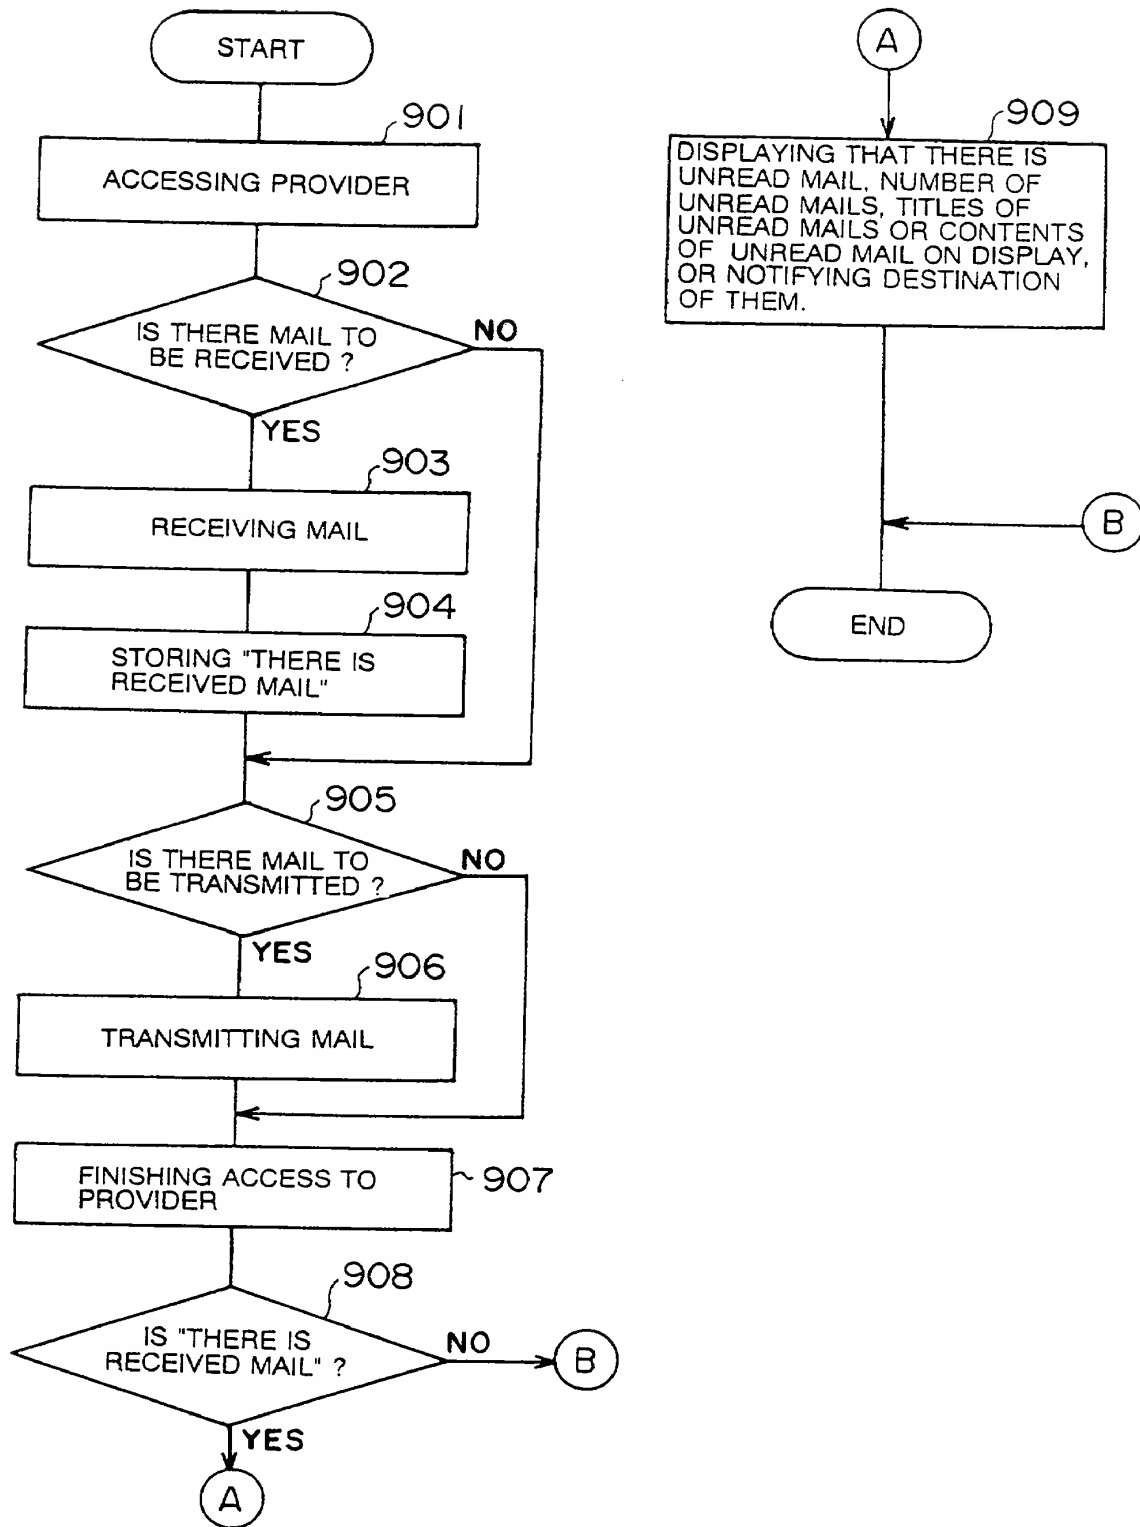 START
901
ACCESSING PROVIDER
902
IS THERE MAIL TO
BE RECEIVED ?
NO
YES
903
RECEIVING MAIL
904
STORING "THERE IS
RECEIVED MAIL"
905
IS THERE MAIL TO
BE TRANSMITTED ?
NO
YES
906
TRANSMITTING MAIL
FINISHING ACCESS TO
PROVIDER
907
908
IS "THERE IS
RECEIVED MAIL" ?
NO
B
YES
A
A
909
DISPLAYING THAT THERE IS
UNREAD MAIL, NUMBER OF
UNREAD MAILS, TITLES OF
UNREAD MAILS OR CONTENTS
OF UNREAD MAIL ON DISPLAY,
OR NOTIFYING DESTINATION
OF THEM.
B
END